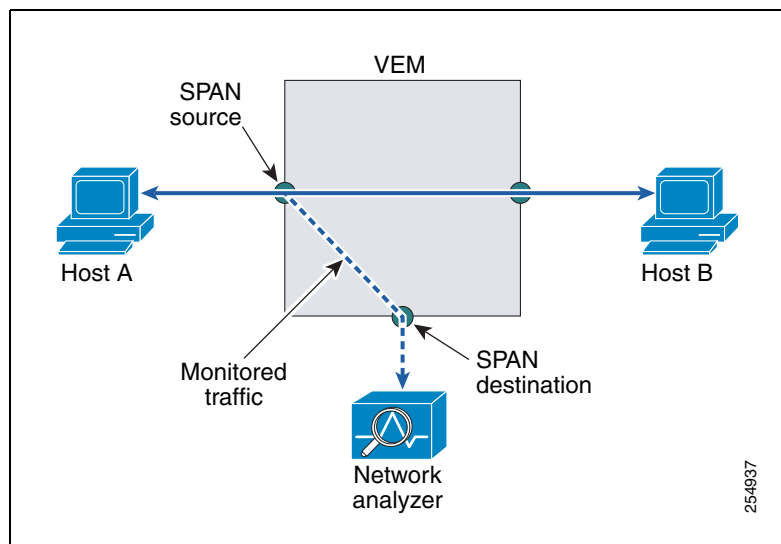 VEM
SPAN
source
Host A
Host B
Monitored
traffic
SPAN
destination
Network
analyzer
254937